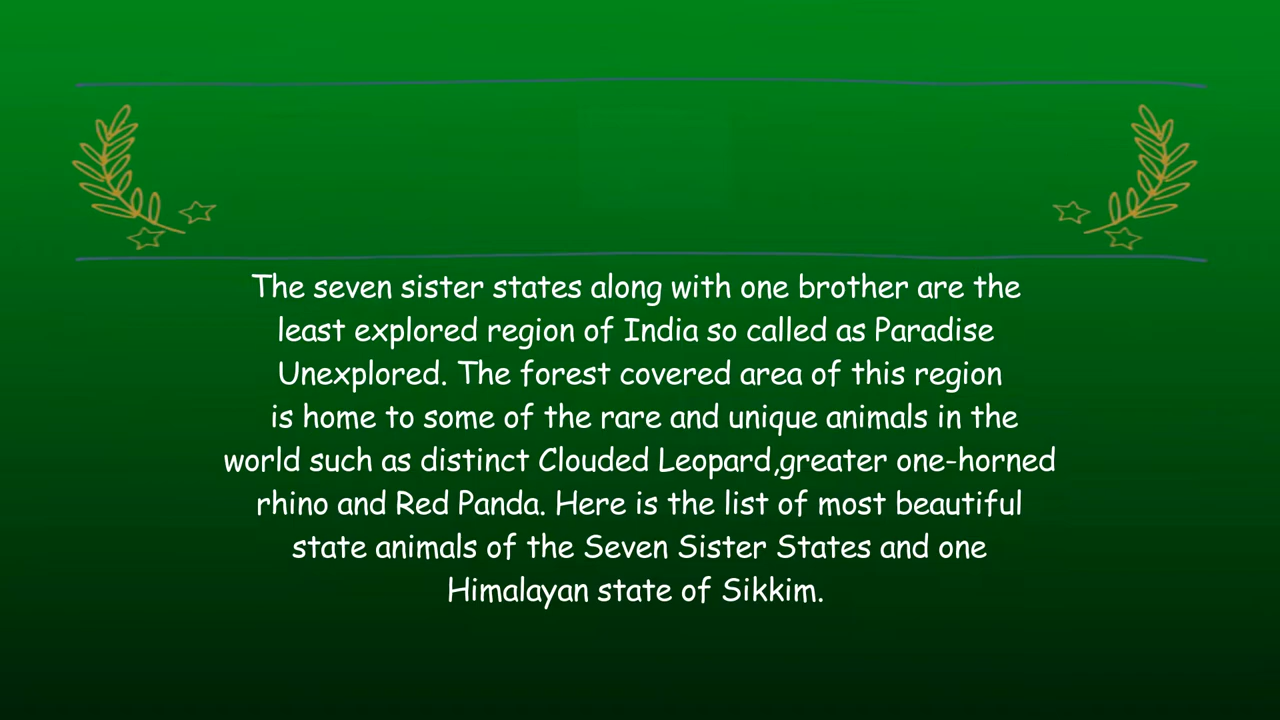 The seven sister states along with one brother are the
least explored region of India so called as Paradise
Unexplored. The forest covered area of this region
is home to some of the rare and unique animals in the
world such as distinct Clouded Leopard,greater one-horned
rhino and Red Panda. Here is the list of most beautiful
state animals of the Seven Sister States and one
Himalayan state of Sikkim.